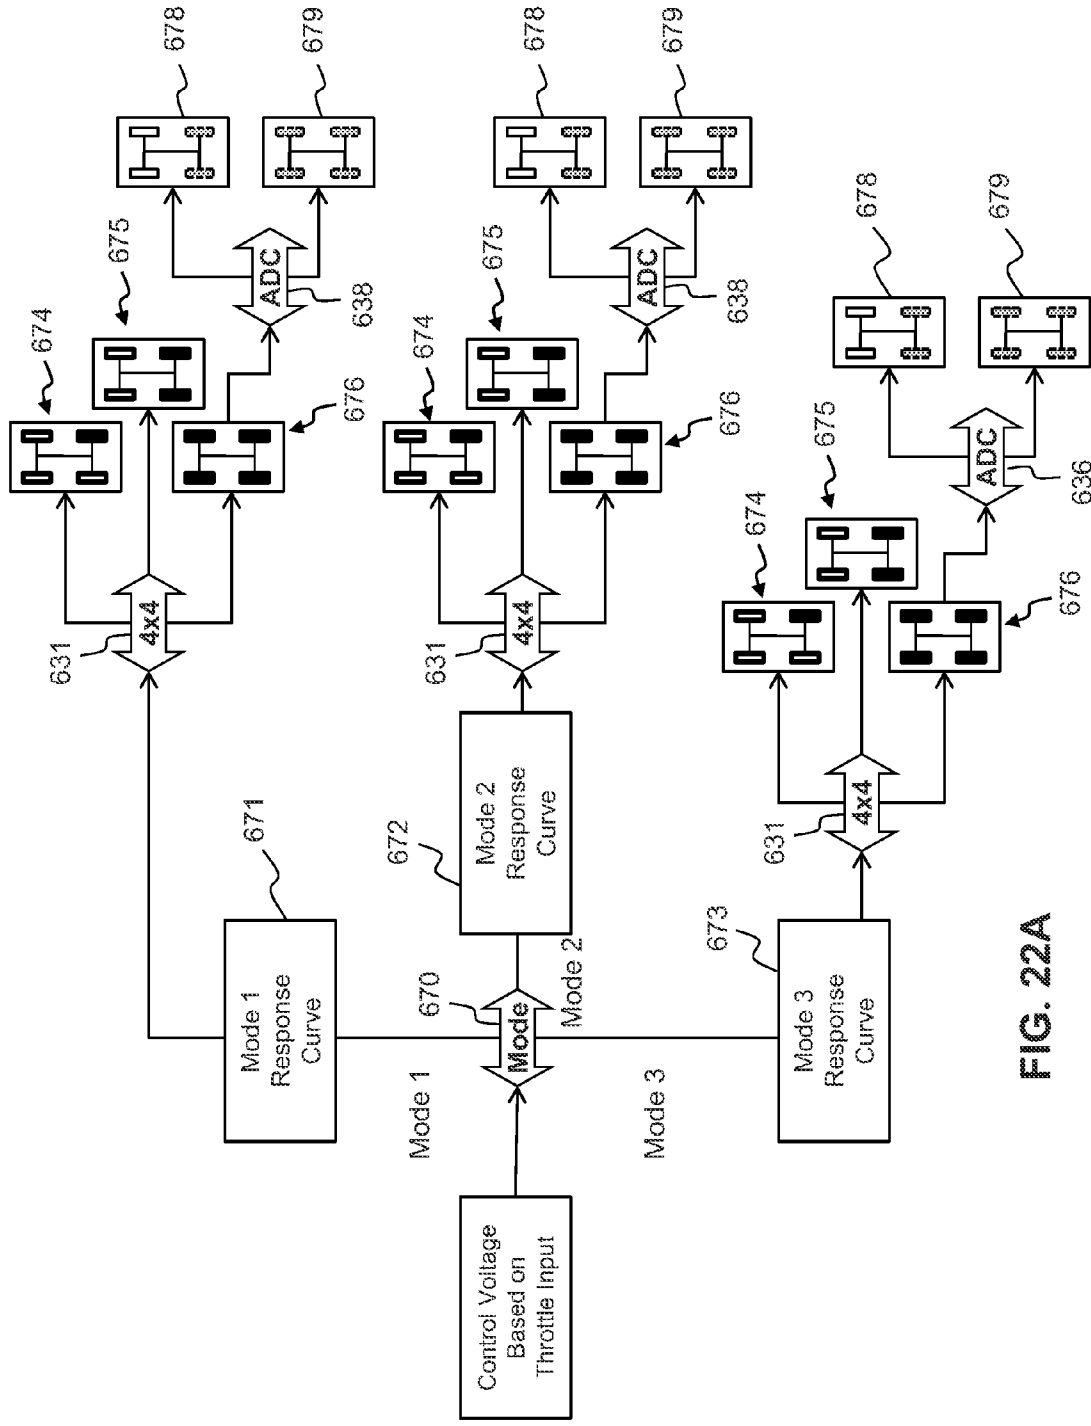 674
675
678
631
4x4
671
Mode 1
Response
Curve
ADC
676
638
679
Mode 1
670
672
674
675
678
631
4x4
Control Voltage
Based on
Throttle Input
Mode
Mode 2
Response
Curve
Mode 2
ADC
676
638
679
Mode 3
673
674
675
678
631
4x4
Mode 3
Response
Curve
ADC
676
636
679
FIG. 22A